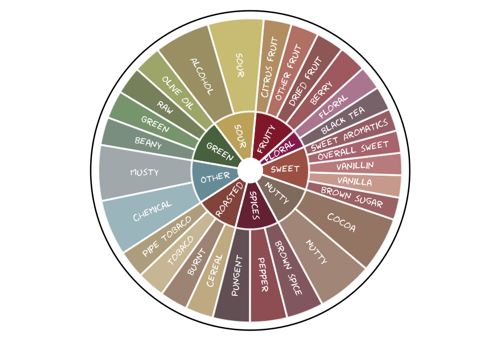 SOUR
CITRUS FRUIT
OTHER FRUIT
DRIED FRUIT
BERRY
FLORAL
BLACK TEA
SWEET AROMATICS
OVERALL SWEET
VANILLIN
VANILLA
BROWN SUGAR
COCOA
NUTTY
BROWN SPICE
PEPPER
PUNGENT
CEREAL
BURNT
TOBACCO
PIPE TOBACCO
CHEMICAL
MUSTY
BEANY
GREEN
RAW
OLIVE OIL
ALCOHOL
SOUR
FRUITY
FLORAL
SWEET
NUTTY
SPICES
ROASTED
OTHER
GREEN